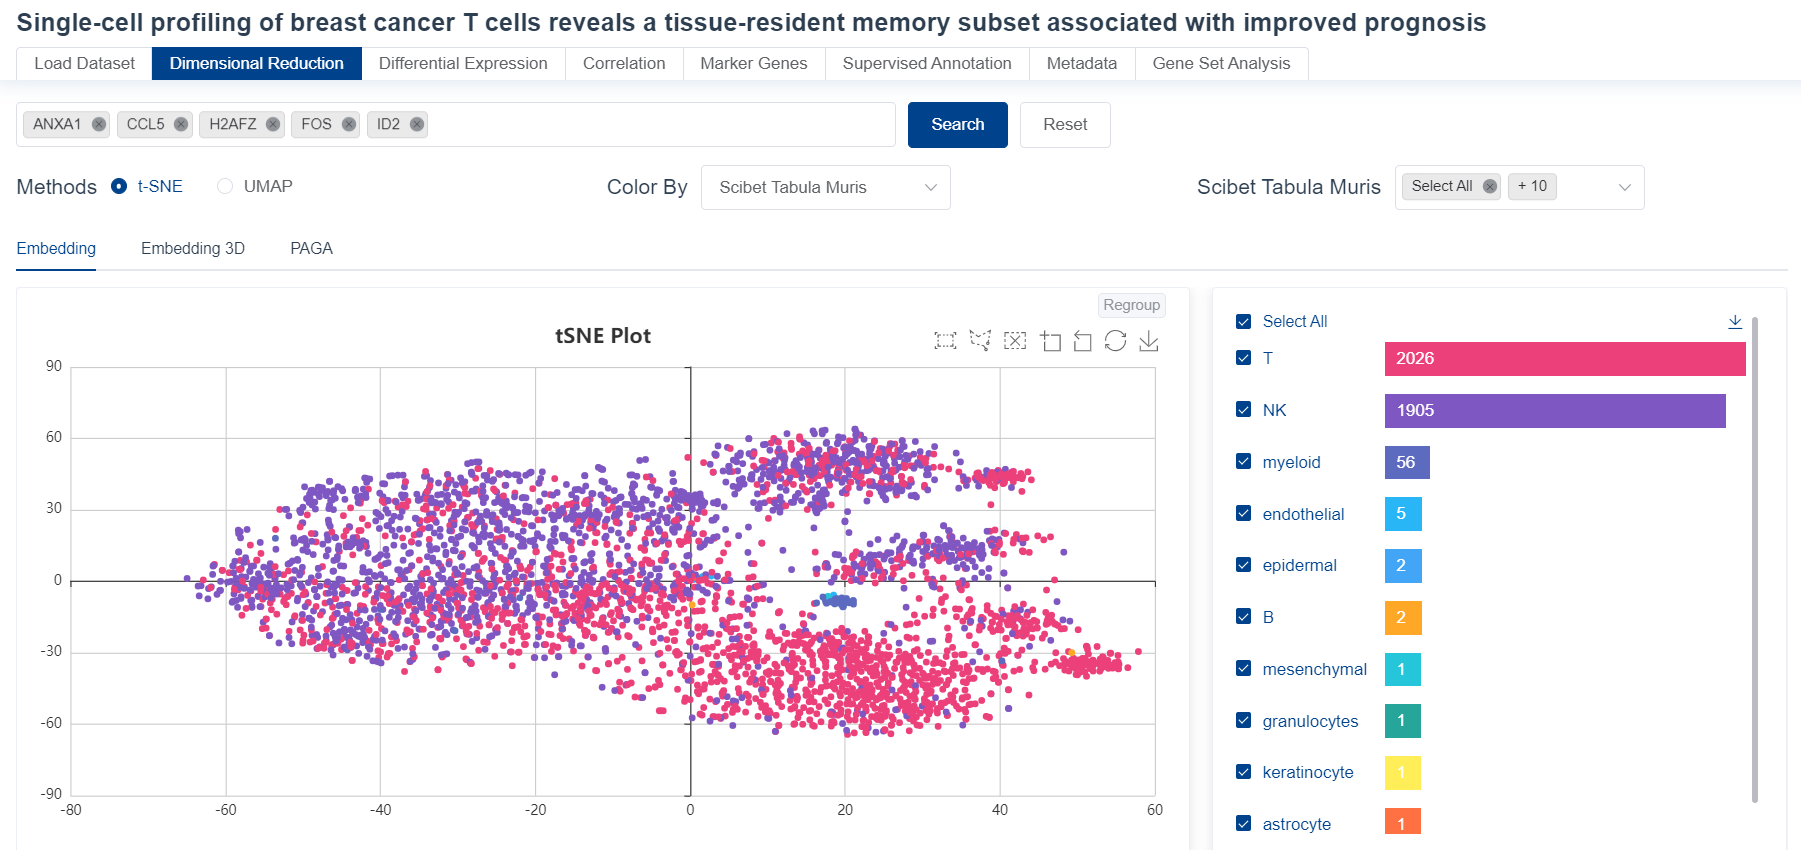 Single-cell profiling of breast cancer T cells reveals a tissue-resident memory subset associated with improved prognosis
Load Dataset
Dimensional Reduction
Differential Expression
Correlation
Marker Genes
Supervised Annotation
Metadata
Gene Set Analysis
ANXA1
CCL5
H2AFZ
FOS
ID2
Search
Reset
Methods
t-SNE
UMAP
Color By
Scibet Tabula Muris
Scibet Tabula Muris
Select All
+ 10
Embedding
Embedding 3D
PAGA
Regroup
tSNE Plot
90
60
30
0
-30
-60
-90
-80
-60
-40
-20
0
20
40
60
Select All
T
2026
NK
1905
myeloid
56
endothelial
5
epidermal
2
B
2
mesenchymal
1
granulocytes
1
keratinocyte
1
astrocyte
1